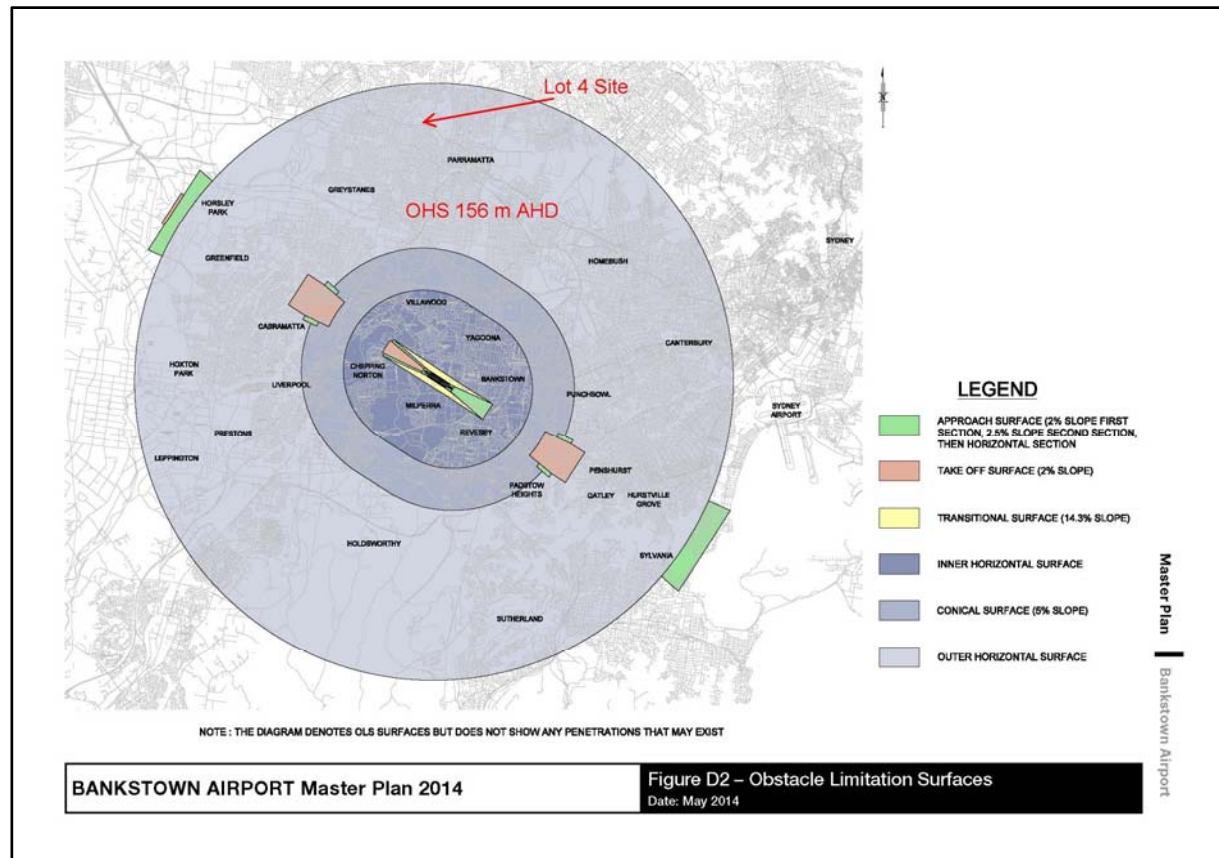 Lot 4 Site
PARRAMATTA
GREYSTANES
HORSLEY
PARK
OHS 156 m AHD
SYDNEY
GREENFIELD
HOMEBUSH
VILLAWOOD
CABRAMATTA
YAGOONA
CANTERBURY
HOXTON
PARK
CHIPPING
NORTON
BANKSTOWN
LIVERPOOL
PUNCHBOWL
MILPERRA
SYDNEY
AIRPORT
REVESBY
PRESTONS
LEPPINGTON
PENSHURST
PADSTOW
HEIGHTS
OATLEY
HURSTVILLE
GROVE
HOLDSWORTHY
SYLVANIA
SUTHERLAND
LEGEND
APPROACH SURFACE (2% SLOPE FIRST
SECTION, 2.5% SLOPE SECOND SECTION,
THEN HORIZONTAL SECTION
TAKE OFF SURFACE (2% SLOPE)
TRANSITIONAL SURFACE (14.3% SLOPE)
INNER HORIZONTAL SURFACE
CONICAL SURFACE (5% SLOPE)
OUTER HORIZONTAL SURFACE
Master Plan
Bankstown Airport
NOTE : THE DIAGRAM DENOTES OLS SURFACES BUT DOES NOT SHOW ANY PENETRATIONS THAT MAY EXIST
BANKSTOWN AIRPORT Master Plan 2014
Figure D2 – Obstacle Limitation Surfaces
Date: May 2014